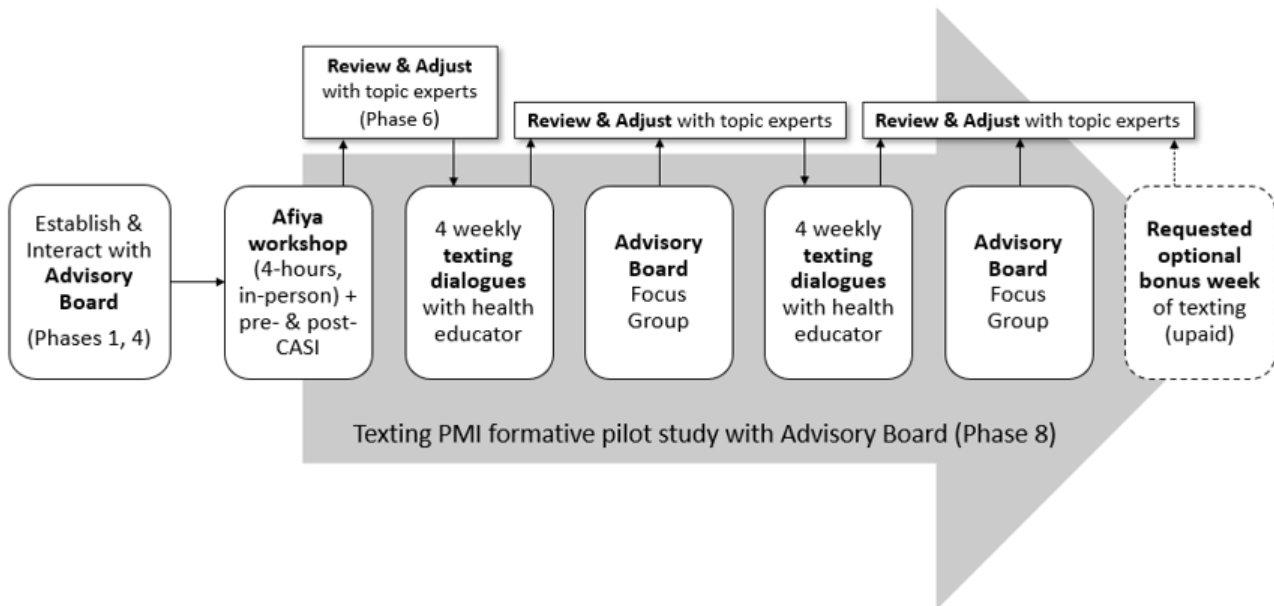 Review & Adjust
with topic experts
(Phase 6)
Review & Adjust with topic experts
Review & Adjust with topic experts
Establish &
Interact with
Advisory
Board
(Phases 1, 4)
Afiya
workshop
(4-hours,
in-person) +
pre- & post-
CASI
4 weekly
texting
dialogues
with health
educator
Advisory
Board
Focus
Group
4 weekly
texting
dialogues
with health
educator
Advisory
Board
Focus
Group
Requested
optional
bonus week
of texting
(upaid)
Texting PMI formative pilot study with Advisory Board (Phase 8)